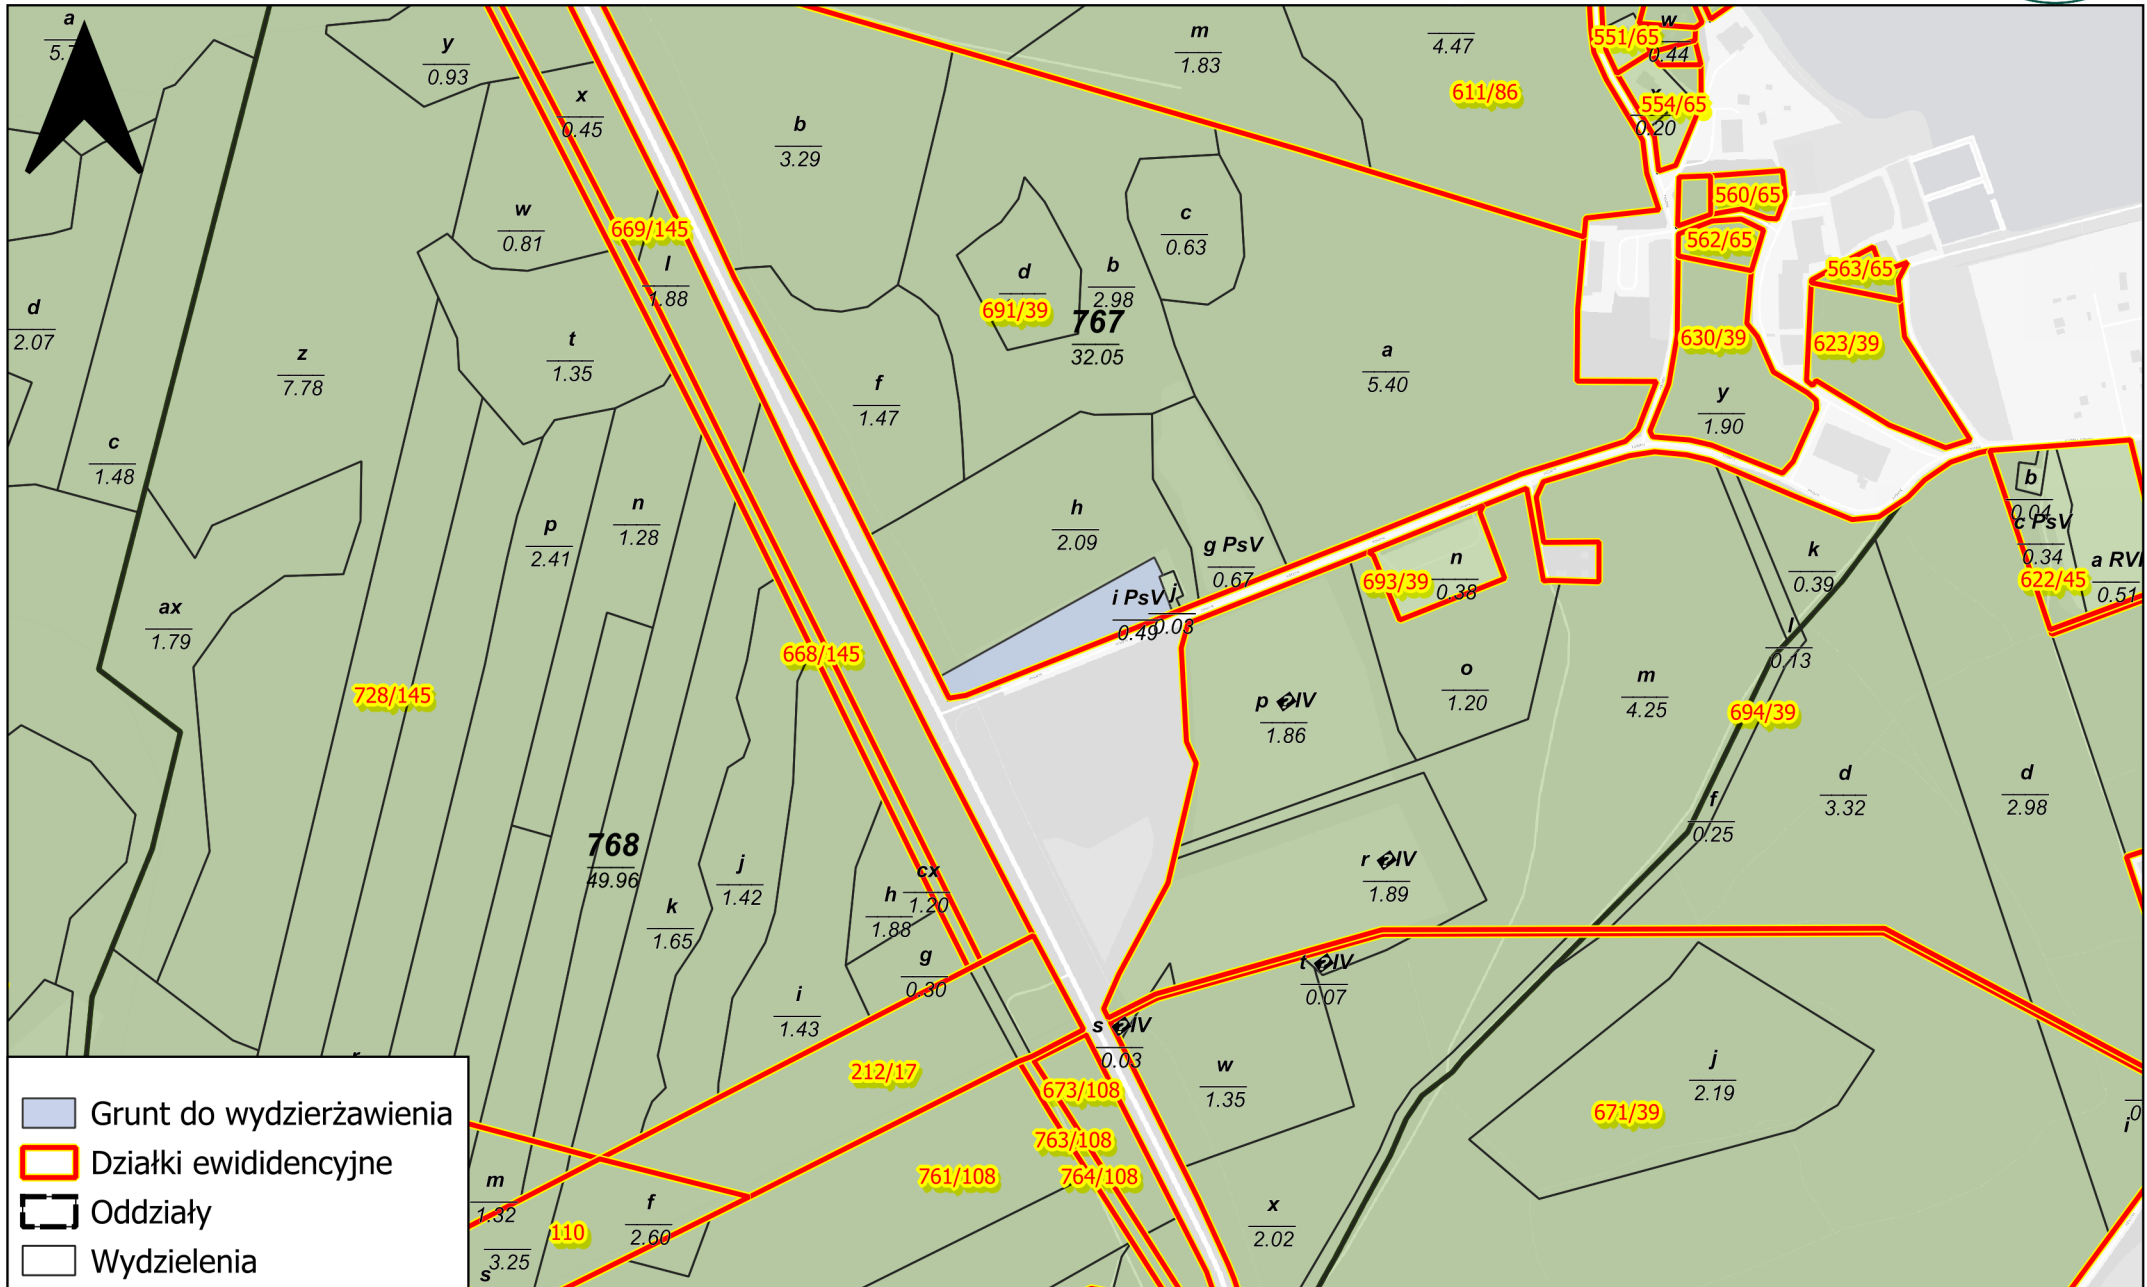 a
5.7
y
0.93
x
0.45
b
3.29
m
1.83
4.47
611/86
551/65
w
0.44
x
554/65
0.20
w
0.81
669/145
l
1.88
c
0.63
560/65
562/65
563/65
d
2.07
z
7.78
t
1.35
d
691/39
b
2.98
767
32.05
f
1.47
a
5.40
630/39
623/39
y
1.90
c
1.48
p
2.41
n
1.28
h
2.09
g PsV
0.67
i PsV
0.49
j
0.03
693/39
n
0.38
k
0.39
b
0.04
c PsV
0.34
622/45
a RVI
0.51
ax
1.79
728/145
668/145
p �IV
1.86
o
1.20
m
4.25
l
0.13
694/39
768
49.96
j
1.42
k
1.65
cx
1.20
h
1.88
g
0.30
i
1.43
r �IV
1.89
f
0.25
d
3.32
d
2.98
t �IV
0.07
s �IV
0.03
212/17
673/108
763/108
764/108
761/108
w
1.35
j
2.19
671/39
x
2.02
i
m
1.32
3.25
s
110
f
2.60
r
Grunt do wydzierżawienia
Działki ewididencyjne
Oddziały
Wydzielenia